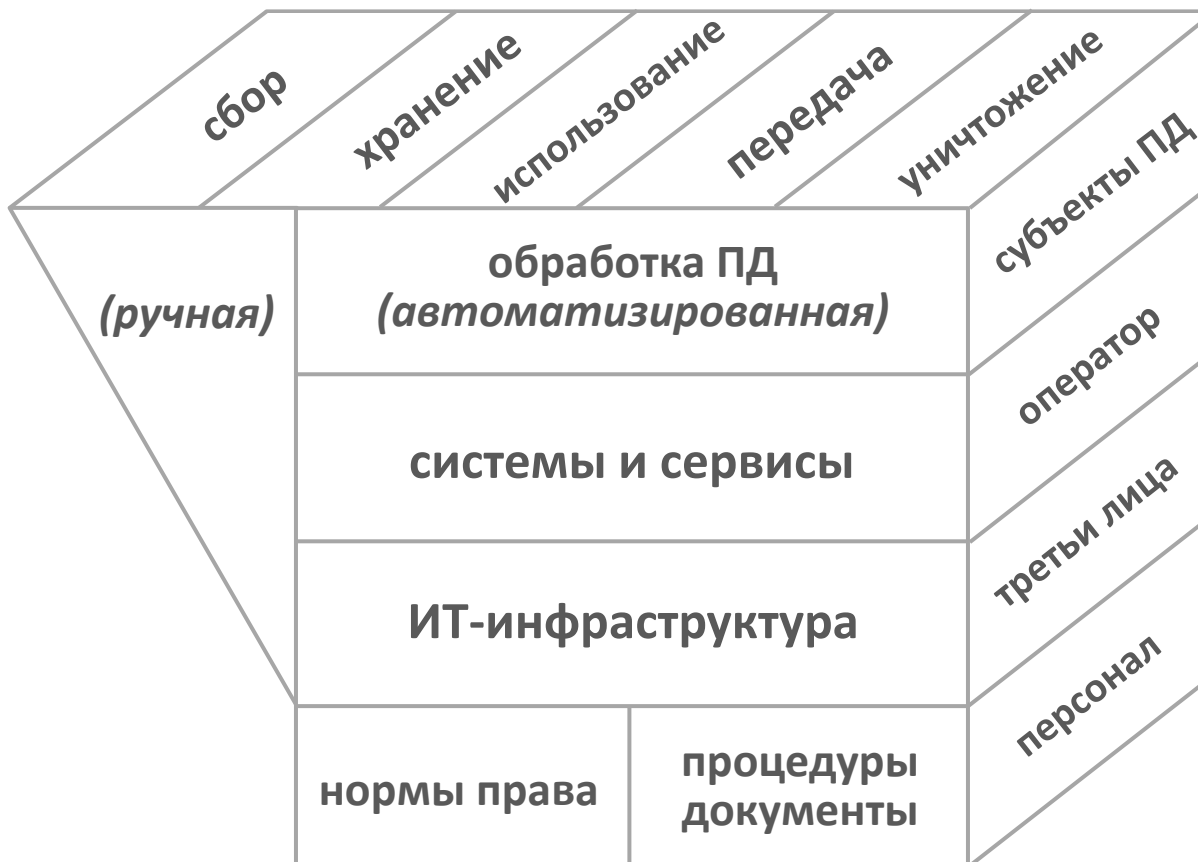 сбор
хранение
использование
передача
уничтожение
субъекты ПД
обработка ПД
(ручная)
(автоматизированная)
оператор
системы и сервисы
третьи лица
ИТ-инфраструктура
персонал
нормы права
процедуры
документы